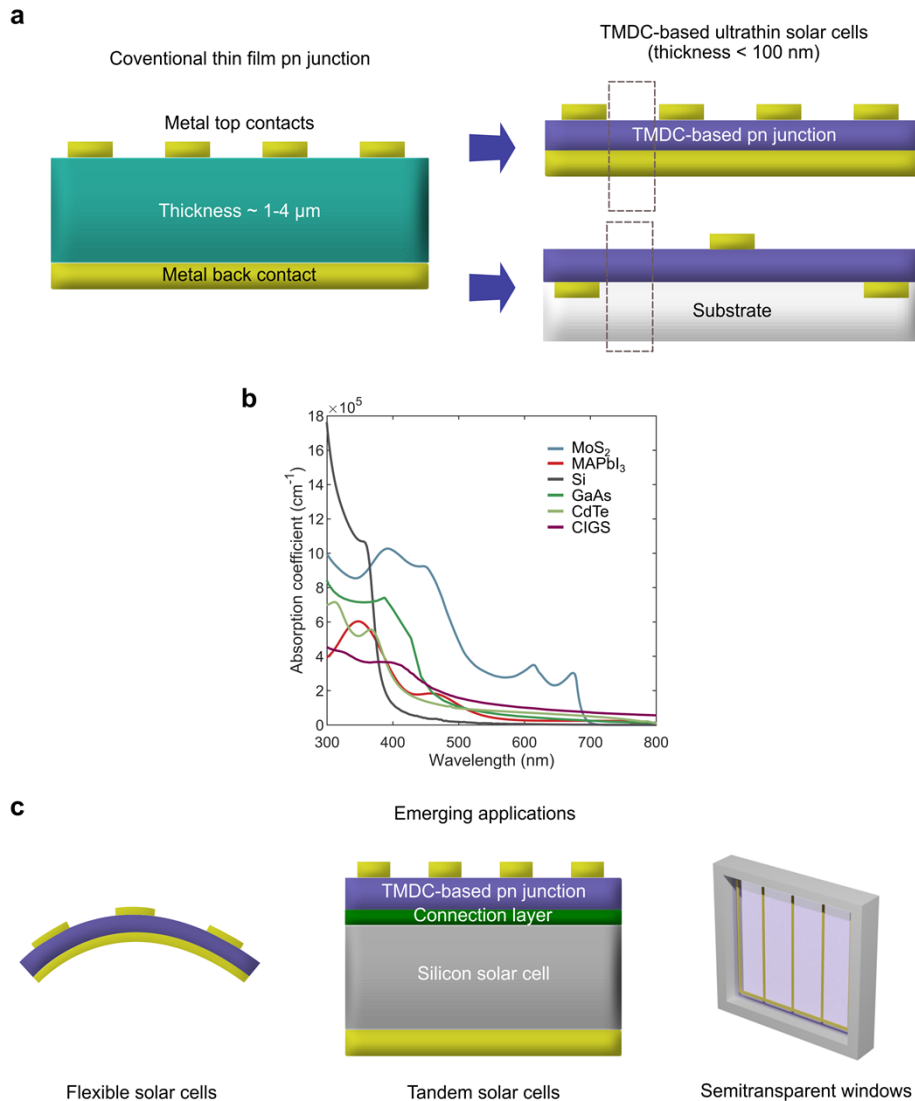 a
Coventional thin film pn junction
TMDC-based ultrathin solar cells
(thickness < 100 nm)
Metal top contacts
Thickness ~ 1-4 µm
Metal back contact
TMDC-based pn junction
Substrate
b
×10⁵
18
16
14
12
10
8
6
4
2
0
Absorption coefficient (cm⁻¹)
MoS₂
MAPbI₃
Si
GaAs
CdTe
CIGS
300 400 500 600 700 800
Wavelength (nm)
c
Emerging applications
TMDC-based pn junction
Connection layer
Silicon solar cell
Flexible solar cells
Tandem solar cells
Semitransparent windows